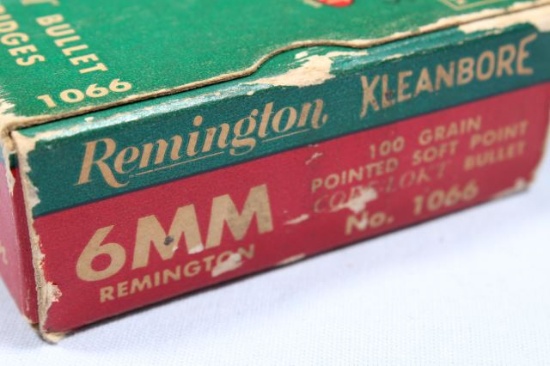 BULLET
1066
Remington KLEANBORE
6MM
REMINGTON
100 GRAIN
POINTED SOFT POINT
CORE-LOKT BULLET
No. 1066